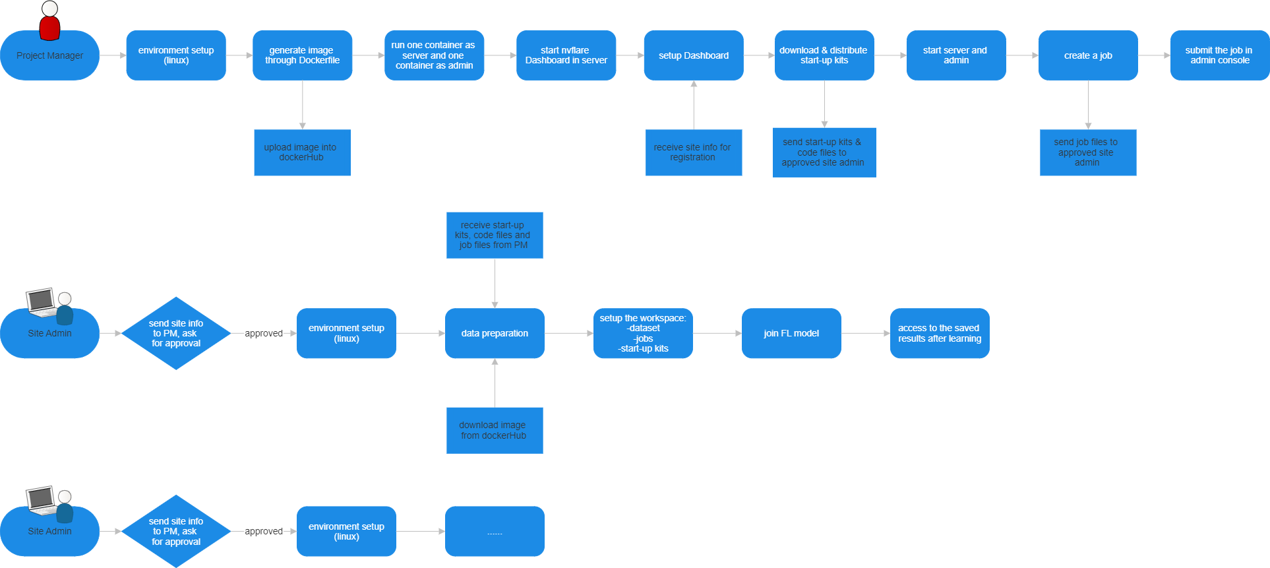 Project Manager
environment setup
(linux)
generate image
through Dockerfile
run one container as
server and one
container as admin
start nvflare
Dashboard in server
setup Dashboard
download & distribute
start-up kits
start server and
admin
create a job
submit the job in
admin console
upload image into
dockerHub
receive site info for
registration
send start-up kits &
code files to
approved site admin
send job files to
approved site
admin
receive start-up
kits, code files and
job files from PM
Site Admin
send site info
to PM, ask
for approval
approved
environment setup
(linux)
data preparation
setup the workspace:
-dataset
-jobs
-start-up kits
join FL model
access to the saved
results after learning
download image
from dockerHub
Site Admin
send site info
to PM, ask
for approval
approved
environment setup
(linux)
......